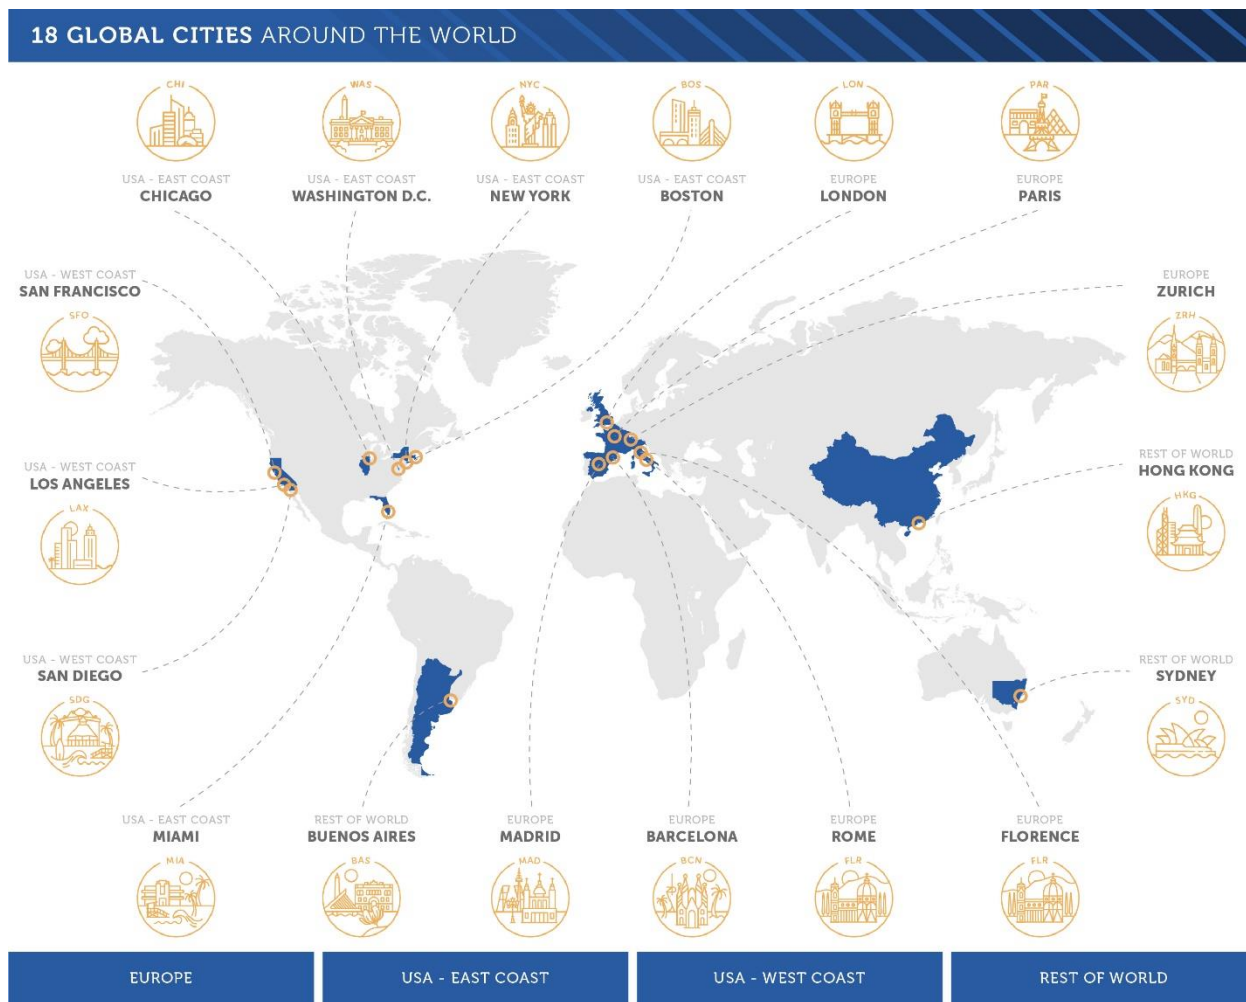 18 GLOBAL CITIES AROUND THE WORLD
CHI
USA - EAST COAST
CHICAGO
WAS
USA - EAST COAST
WASHINGTON D.C.
NYC
USA - EAST COAST
NEW YORK
BOS
USA - EAST COAST
BOSTON
LON
EUROPE
LONDON
PAR
EUROPE
PARIS
USA - WEST COAST
SAN FRANCISCO
SFO
EUROPE
ZURICH
ZRH
USA - WEST COAST
LOS ANGELES
LAX
REST OF WORLD
HONG KONG
HKG
USA - WEST COAST
SAN DIEGO
SDG
REST OF WORLD
SYDNEY
SYD
USA - EAST COAST
MIAMI
MIA
REST OF WORLD
BUENOS AIRES
BAS
EUROPE
MADRID
MAD
EUROPE
BARCELONA
BCN
EUROPE
ROME
FLR
EUROPE
FLORENCE
FLR
EUROPE
USA - EAST COAST
USA - WEST COAST
REST OF WORLD